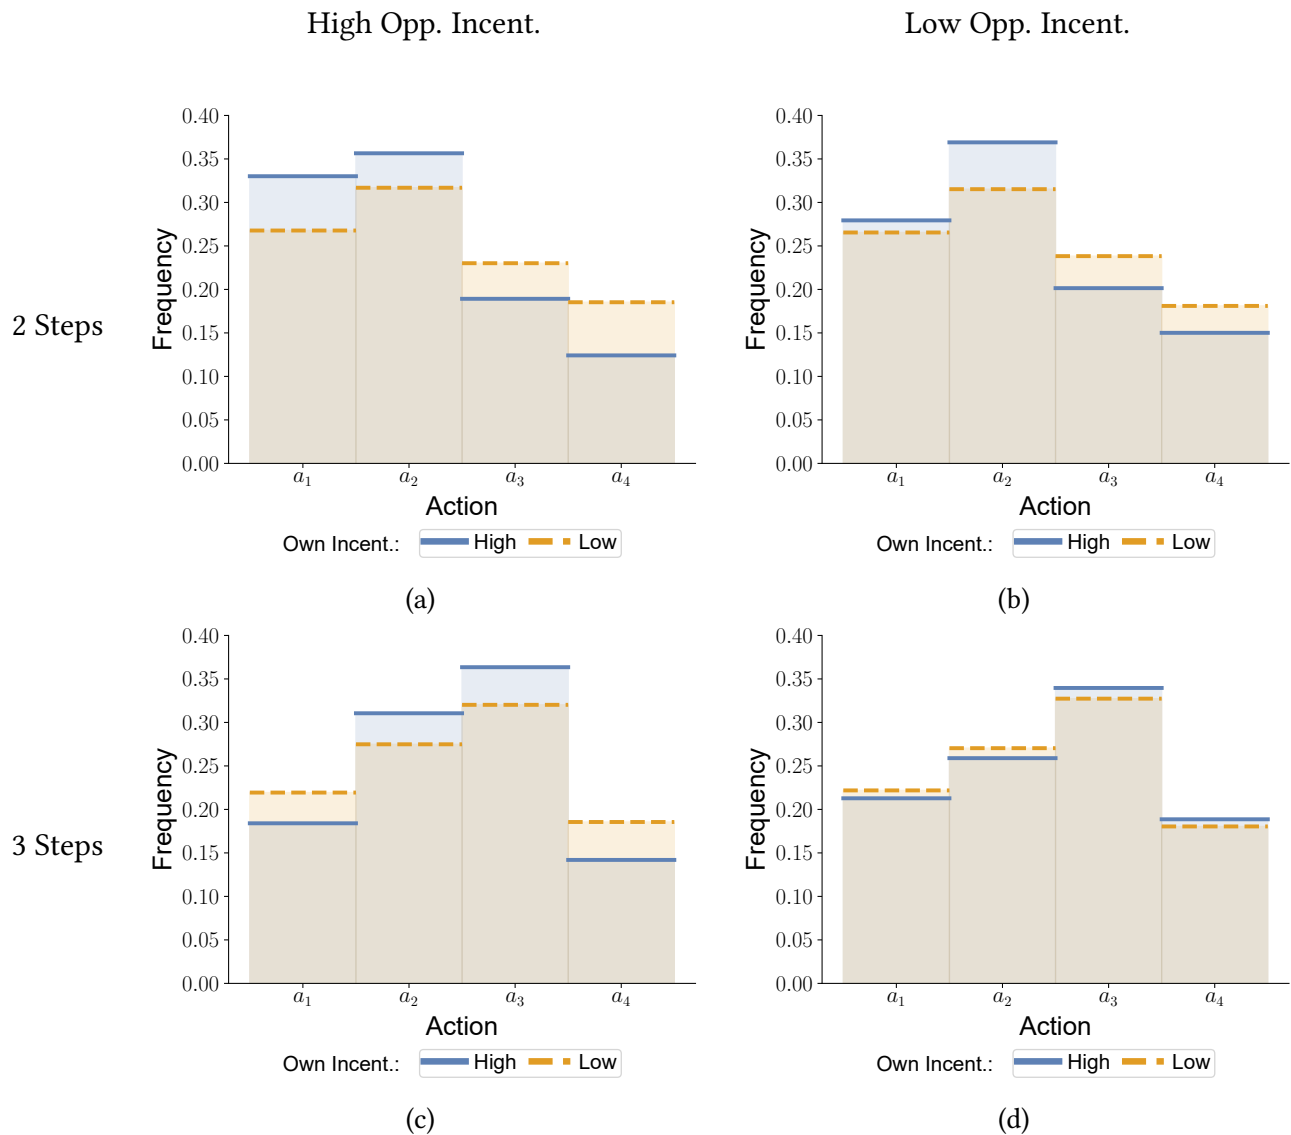 High Opp. Incent.
Low Opp. Incent.
2 Steps
Frequency
0.40
0.35
0.30
0.25
0.20
0.15
0.10
0.05
0.00
a1 a2 a3 a4
Action
Own Incent.: High Low
(a)
Frequency
0.40
0.35
0.30
0.25
0.20
0.15
0.10
0.05
0.00
a1 a2 a3 a4
Action
Own Incent.: High Low
(b)
3 Steps
Frequency
0.40
0.35
0.30
0.25
0.20
0.15
0.10
0.05
0.00
a1 a2 a3 a4
Action
Own Incent.: High Low
(c)
Frequency
0.40
0.35
0.30
0.25
0.20
0.15
0.10
0.05
0.00
a1 a2 a3 a4
Action
Own Incent.: High Low
(d)